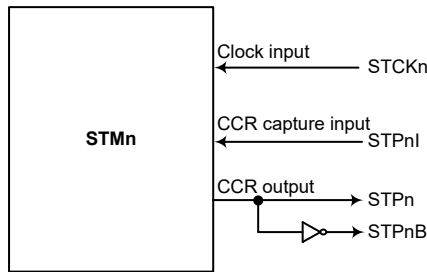 Clock input
STCKn
STMn
CCR capture input
STPnI
CCR output
STPn
STPnB